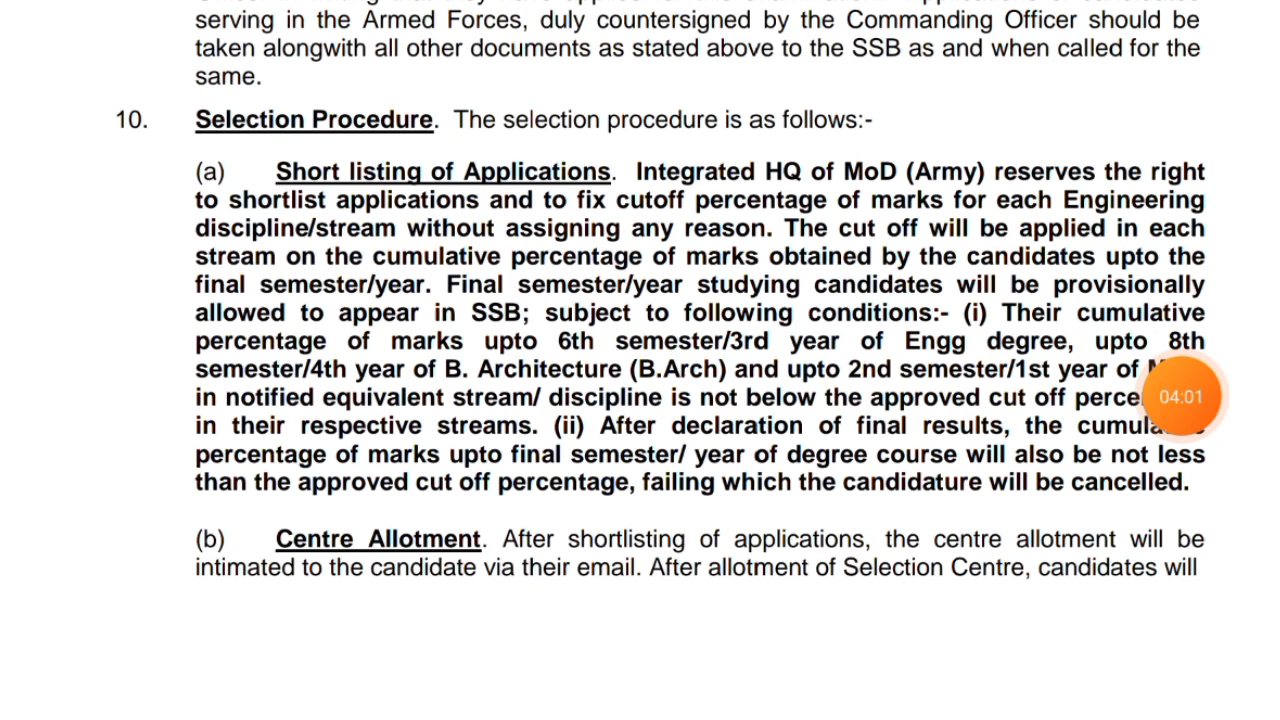 serving in the Armed Forces, duly countersigned by the Commanding Officer should be
taken alongwith all other documents as stated above to the SSB as and when called for the
same.
10. Selection Procedure. The selection procedure is as follows:-
(a) Short listing of Applications. Integrated HQ of MoD (Army) reserves the right
to shortlist applications and to fix cutoff percentage of marks for each Engineering
discipline/stream without assigning any reason. The cut off will be applied in each
stream on the cumulative percentage of marks obtained by the candidates upto the
final semester/year. Final semester/year studying candidates will be provisionally
allowed to appear in SSB; subject to following conditions:- (i) Their cumulative
percentage of marks upto 6th semester/3rd year of Engg degree, upto 8th
semester/4th year of B. Architecture (B.Arch) and upto 2nd semester/1st year of
in notified equivalent stream/ discipline is not below the approved cut off
04:01
in their respective streams. (ii) After declaration of final results, the
percentage of marks upto final semester/ year of degree course will also be not less
than the approved cut off percentage, failing which the candidature will be cancelled.
(b) Centre Allotment. After shortlisting of applications, the centre allotment will be
intimated to the candidate via their email. After allotment of Selection Centre, candidates will